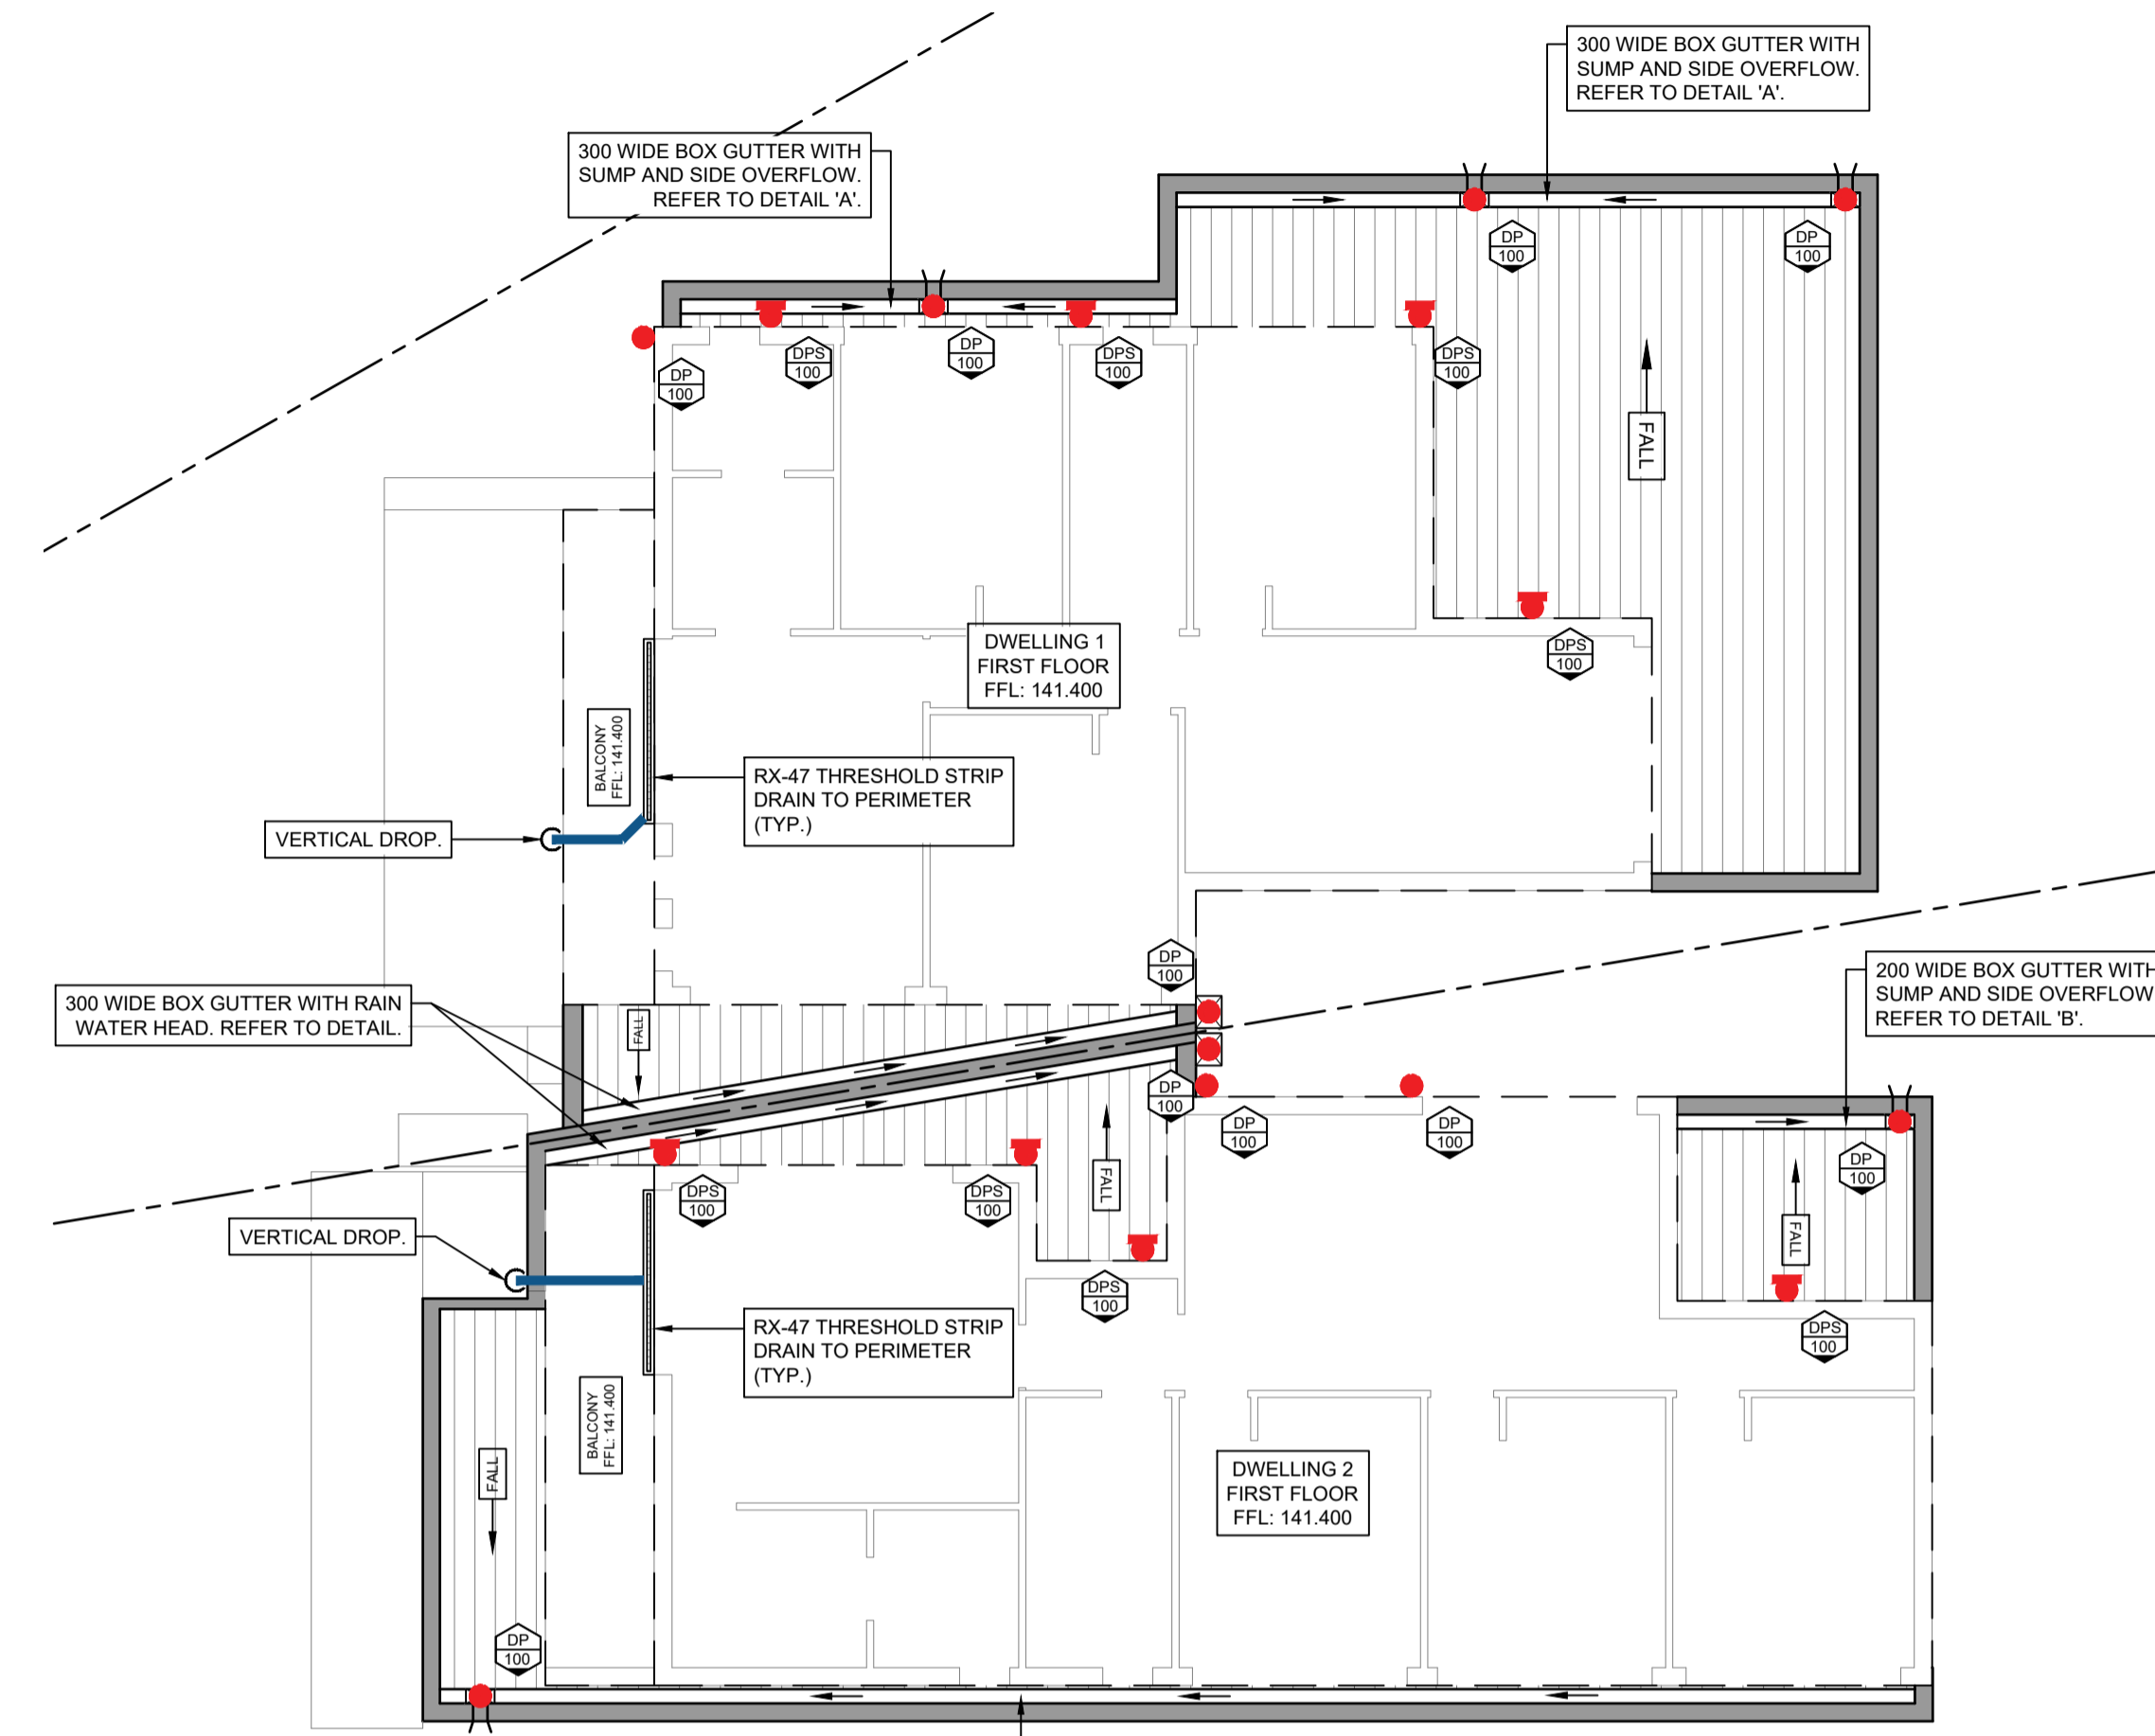 300 WIDE BOX GUTTER WITH
SUMP AND SIDE OVERFLOW.
REFER TO DETAIL 'A'.
300 WIDE BOX GUTTER WITH
SUMP AND SIDE OVERFLOW.
REFER TO DETAIL 'A'.
DP
100
DP
100
DP
100
DPS
100
DP
100
DPS
100
DPS
100
FALL
DWELLING 1
FIRST FLOOR
FFL: 141.400
DPS
100
BALCONY
FFL: 141.400
RX-47 THRESHOLD STRIP
DRAIN TO PERIMETER
(TYP.)
VERTICAL DROP.
DP
100
300 WIDE BOX GUTTER WITH RAIN
WATER HEAD. REFER TO DETAIL.
FALL
200 WIDE BOX GUTTER WITH
SUMP AND SIDE OVERFLOW
REFER TO DETAIL 'B'.
DP
100
DP
100
DP
100
DP
100
DPS
100
DPS
100
FALL
FALL
VERTICAL DROP.
DPS
100
DPS
100
RX-47 THRESHOLD STRIP
DRAIN TO PERIMETER
(TYP.)
BALCONY
FFL: 141.400
FALL
DWELLING 2
FIRST FLOOR
FFL: 141.400
DP
100